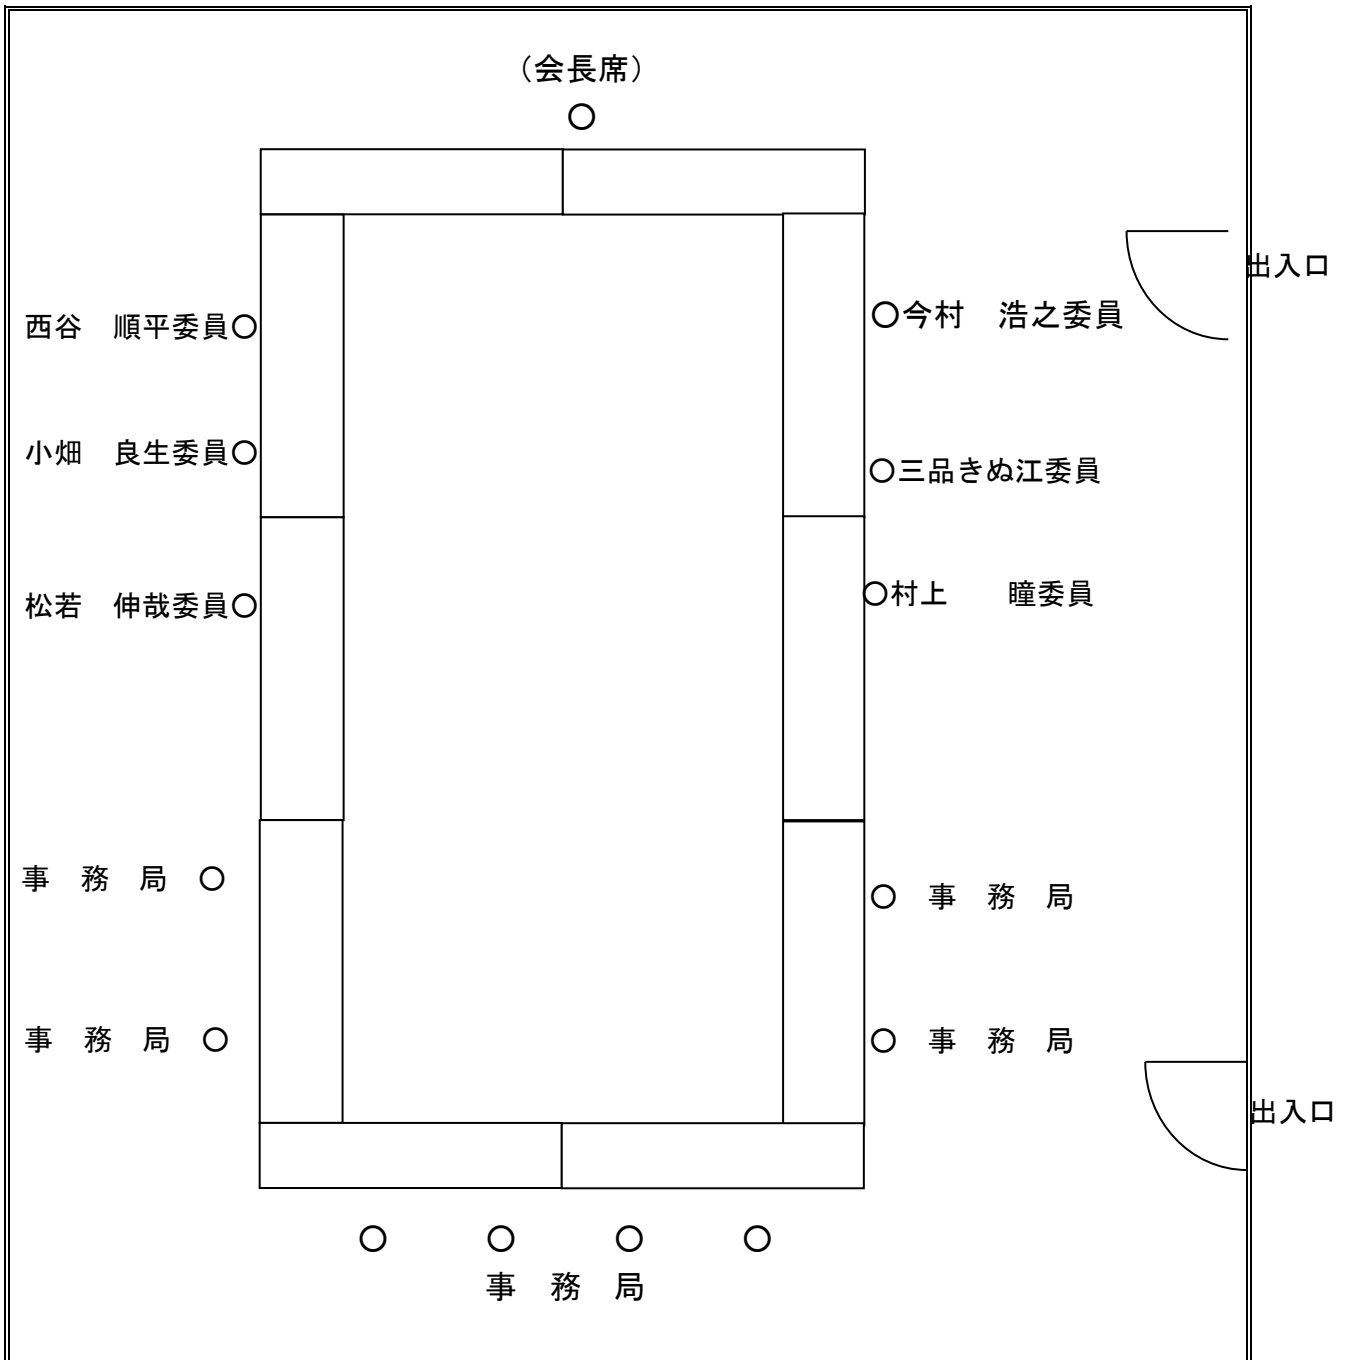 （会長席）
○
出入口
西谷　順平委員○
○今村　浩之委員
小畑　良生委員○
○三品きぬ江委員
松若　伸哉委員○
○村上　　瞳委員
事　務　局　○
○　事　務　局
事　務　局　○
○　事　務　局
出入口
○　○　○　○
事　務　局